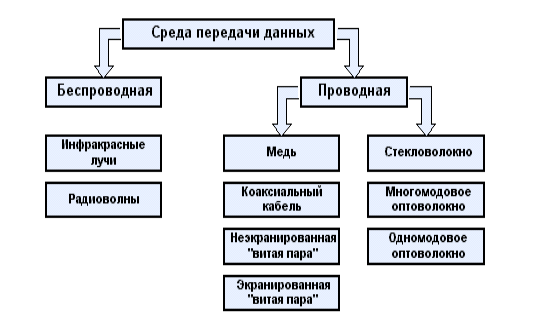 Среда передачи данных
Беспроводная
Проводная
Инфракрасные
лучи
Медь
Стекловолокно
Радиоволны
Коаксиальный
кабель
Многомодовое
оптоволокно
Неэкранированная
"витая пара"
Одномодовое
оптоволокно
Экранированная
"витая пара"